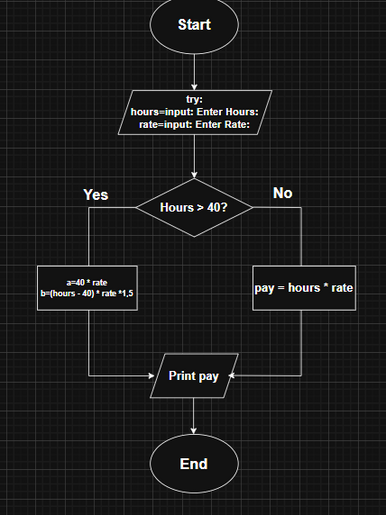 Start
try:
hours=input: Enter Hours:
rate=input: Enter Rate:
Yes
Hours > 40?
No
a=40 * rate
b=(hours - 40) * rate *1,5
pay = hours * rate
Print pay
End